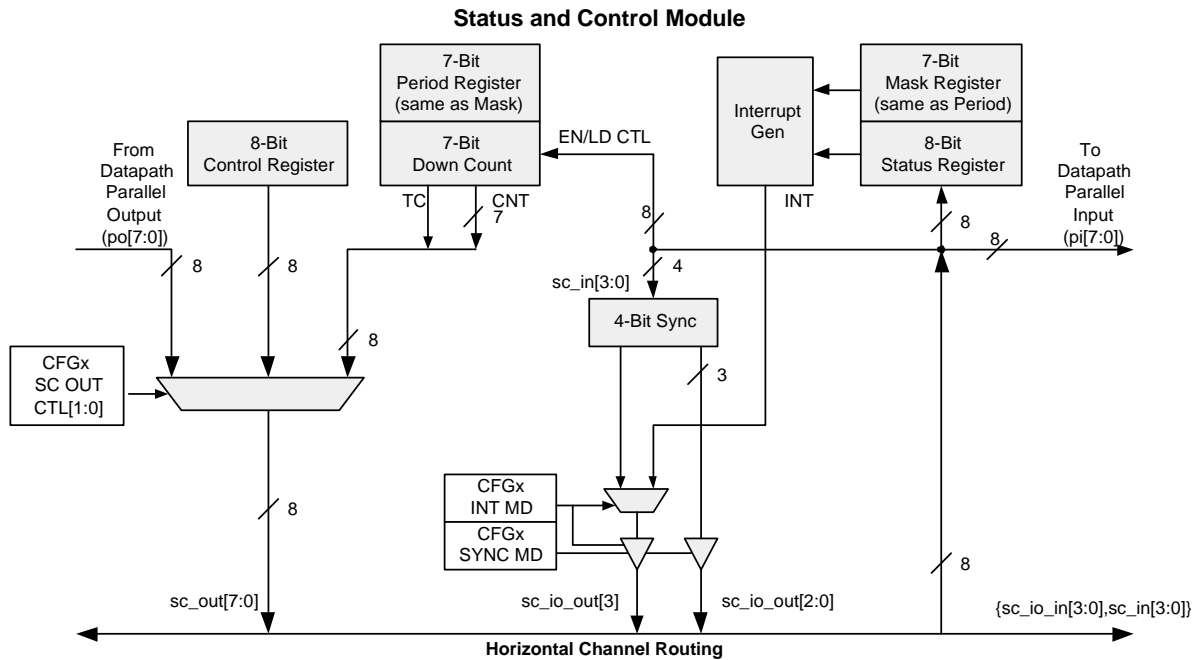 Status and Control Module
7-Bit
Period Register
(same as Mask)
7-Bit
Mask Register
(same as Period)
Interrupt
Gen
8-Bit
Control Register
7-Bit
Down Count
EN/LD CTL
8-Bit
Status Register
From
Datapath
Parallel
Output
(po[7:0])
To
Datapath
Parallel
Input
(pi[7:0])
TC
CNT
7
INT
8
8
8
8
8
4
sc_in[3:0]
4-Bit Sync
8
3
CFGx
SC OUT
CTL[1:0]
CFGx
INT MD
CFGx
SYNC MD
8
8
sc_out[7:0]
sc_io_out[3]
sc_io_out[2:0]
{sc_io_in[3:0],sc_in[3:0]}
Horizontal Channel Routing